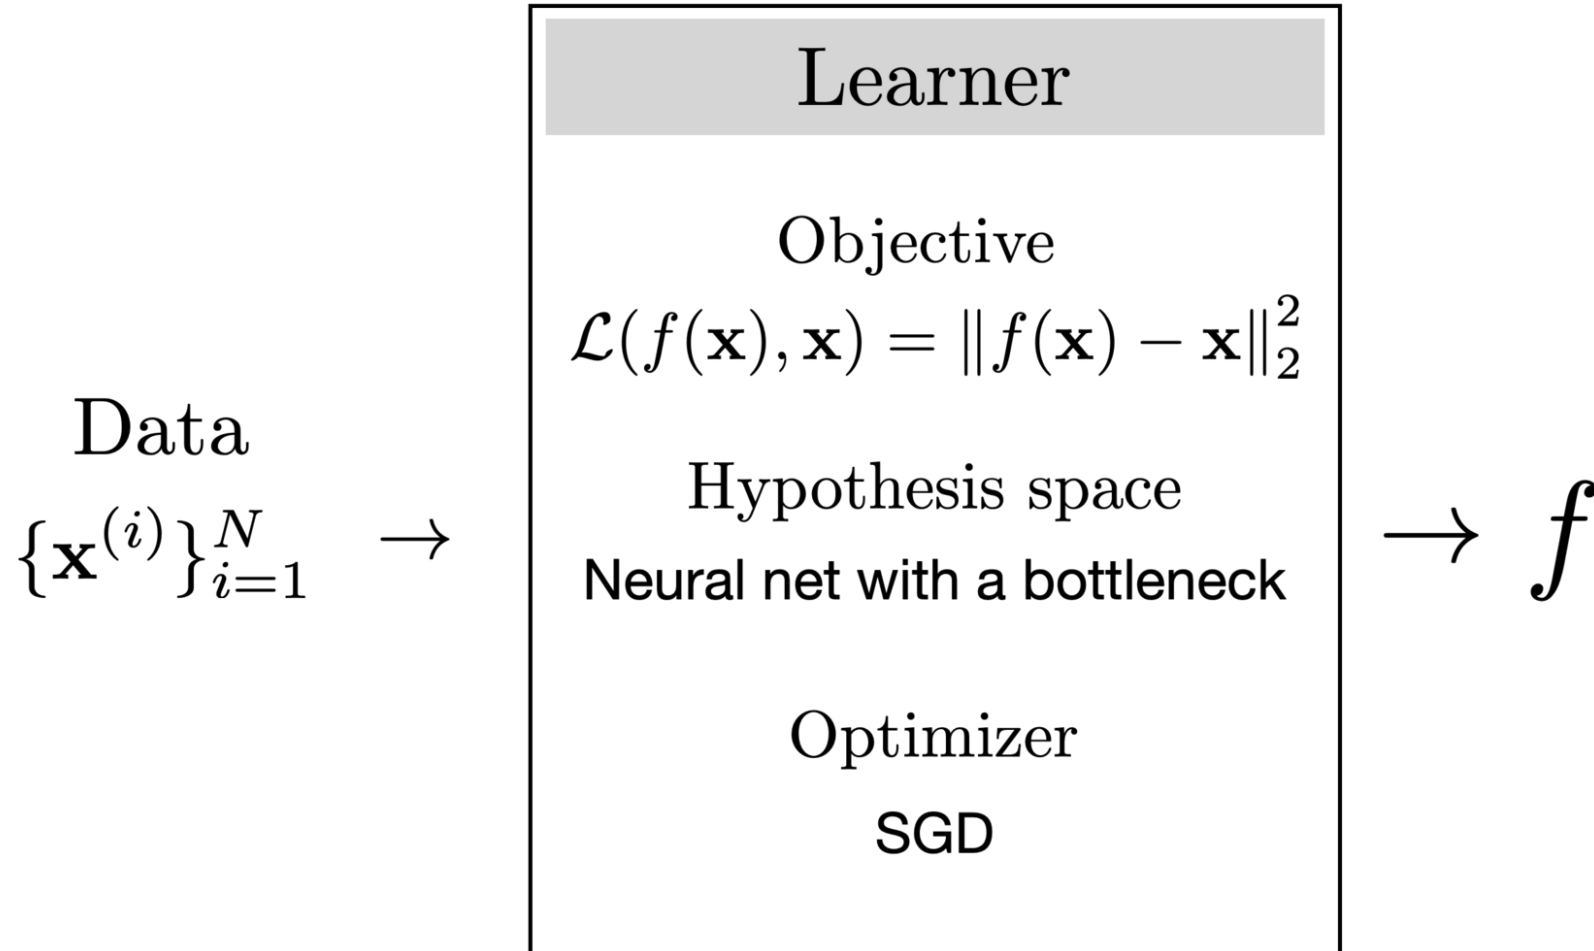 Learner
Objective
ℒ(f(𝐱), 𝐱) = ‖f(𝐱) − 𝐱‖₂²
Data
{𝐱⁽ⁱ⁾}ᵢ₌₁ᴺ → 
Hypothesis space
Neural net with a bottleneck
→ f
Optimizer
SGD